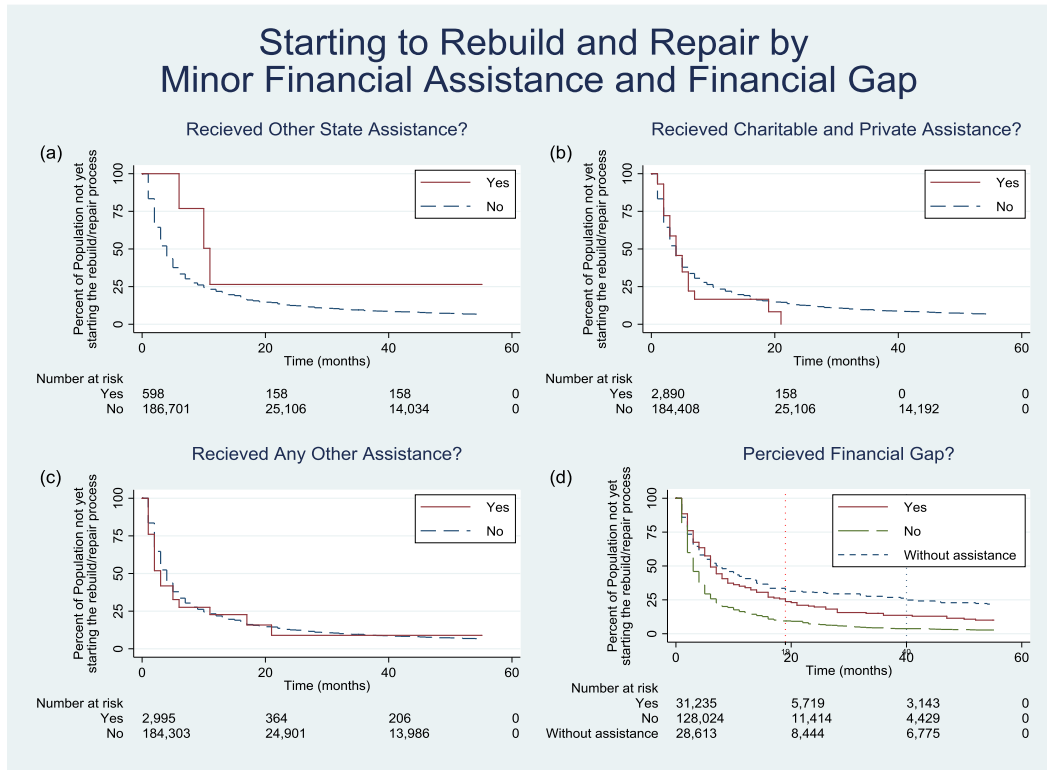 Starting to Rebuild and Repair by
Minor Financial Assistance and Financial Gap
Recieved Other State Assistance?
(a)
Percent of Population not yet
starting the rebuild/repair process
100
75
50
25
0
Yes
No
0 20 40 60
Time (months)
Number at risk
Yes 598 158 158 0
No 186,701 25,106 14,034 0
Recieved Charitable and Private Assistance?
(b)
Percent of Population not yet
starting the rebuild/repair process
100
75
50
25
0
Yes
No
0 20 40 60
Time (months)
Number at risk
Yes 2,890 158 0 0
No 184,408 25,106 14,192 0
Recieved Any Other Assistance?
(c)
Percent of Population not yet
starting the rebuild/repair process
100
75
50
25
0
Yes
No
0 20 40 60
Time (months)
Number at risk
Yes 2,995 364 206 0
No 184,303 24,901 13,986 0
Percieved Financial Gap?
(d)
Percent of Population not yet
starting the rebuild/repair process
100
75
50
25
0
Yes
No
Without assistance
0 20 40 60
Time (months)
Number at risk
Yes 31,235 5,719 3,143 0
No 128,024 11,414 4,429 0
Without assistance 28,613 8,444 6,775 0